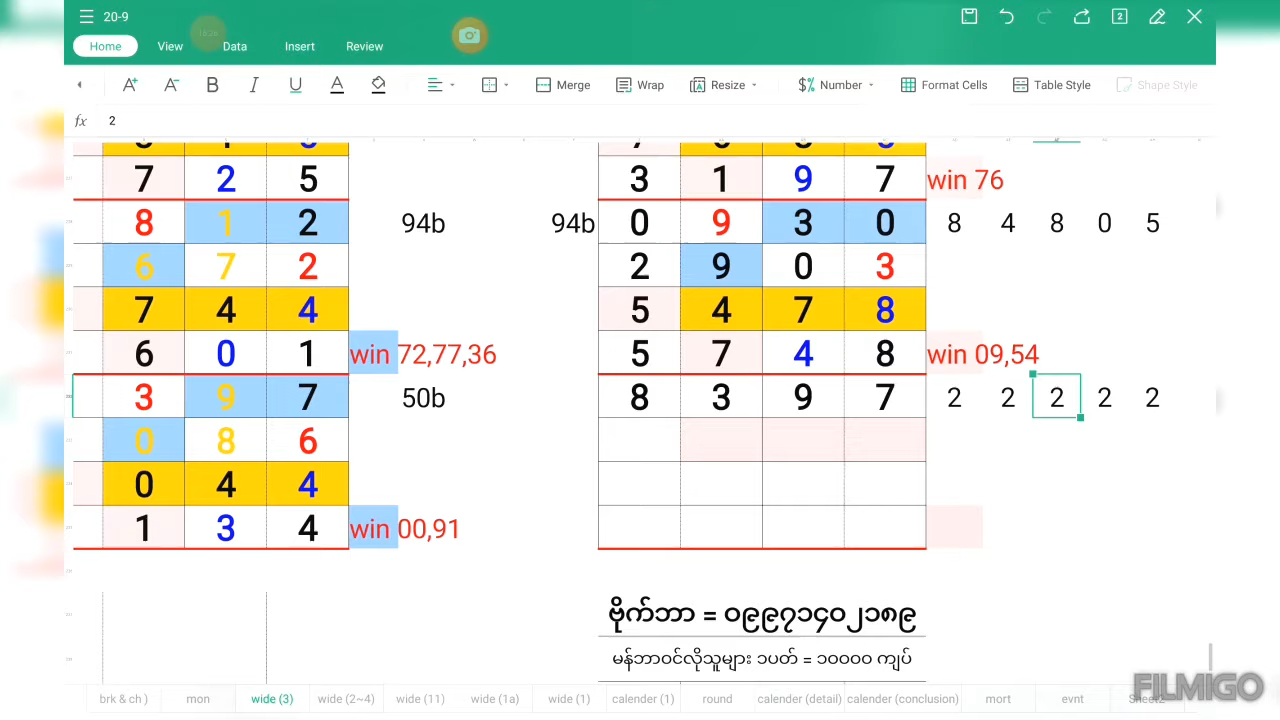 20-9
Home View Data Insert Review
A+ A- B I U A Merge Wrap Resize $% Number Format Cells Table Style Shape Style
fx 2
7 2 5 3 1 9 7 win 76
8 1 2 94b 94b 0 9 3 0 8 4 8 0 5
6 7 2 2 9 0 3
7 4 4 5 4 7 8
6 0 1 win 72,77,36 5 7 4 8 win 09,54
3 9 7 50b 8 3 9 7 2 2 2 2 2
0 8 6
0 4 4
1 3 4 win 00,91
ဗိုက်ဘာ = ၀၉၉၇၁၄၀၂၁၈၉
မန်ဘာဝင်လိုသူများ ၁ပတ် = ၁၀၀၀၀ ကျပ်
brk & ch ) mon wide (3) wide (2~4) wide (11) wide (1a) wide (1) calender (1) round calender (detail) calender (conclusion) mort evnt Sheet2
FILMIGO